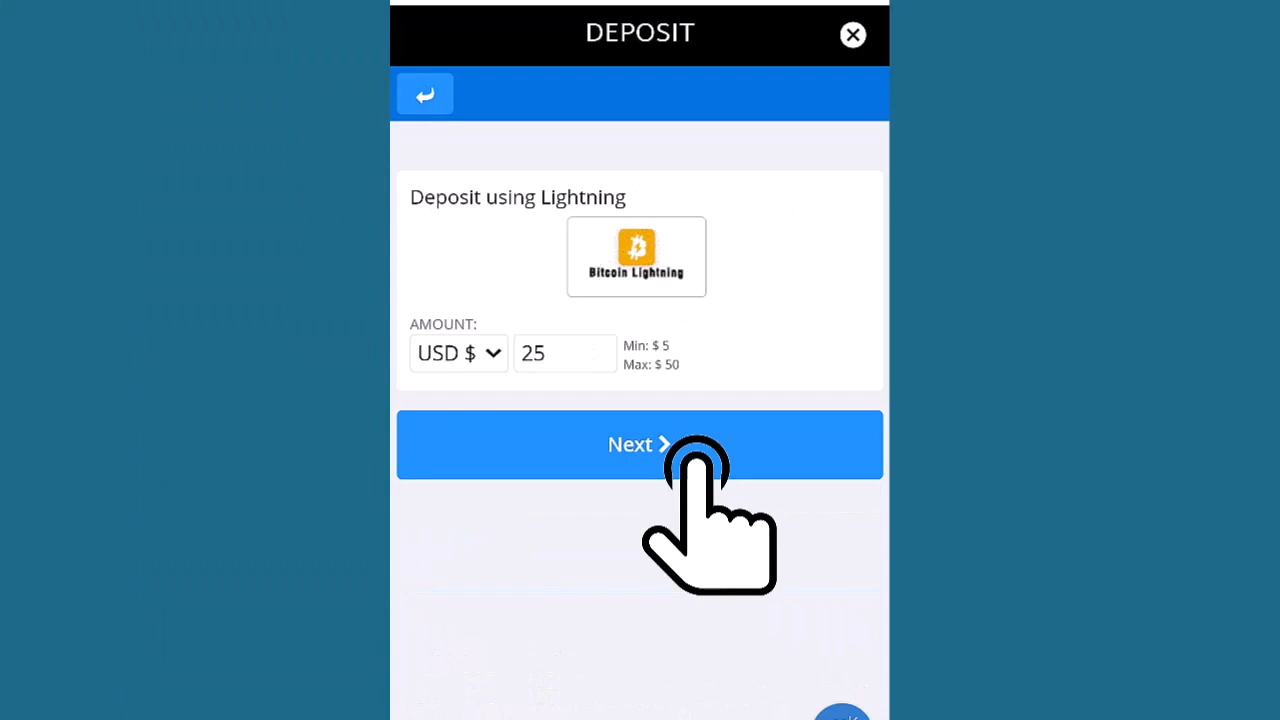 DEPOSIT
Deposit using Lightning
Bitcoin Lightning
AMOUNT:
USD $ 25
Min: $ 5
Max: $ 50
Next